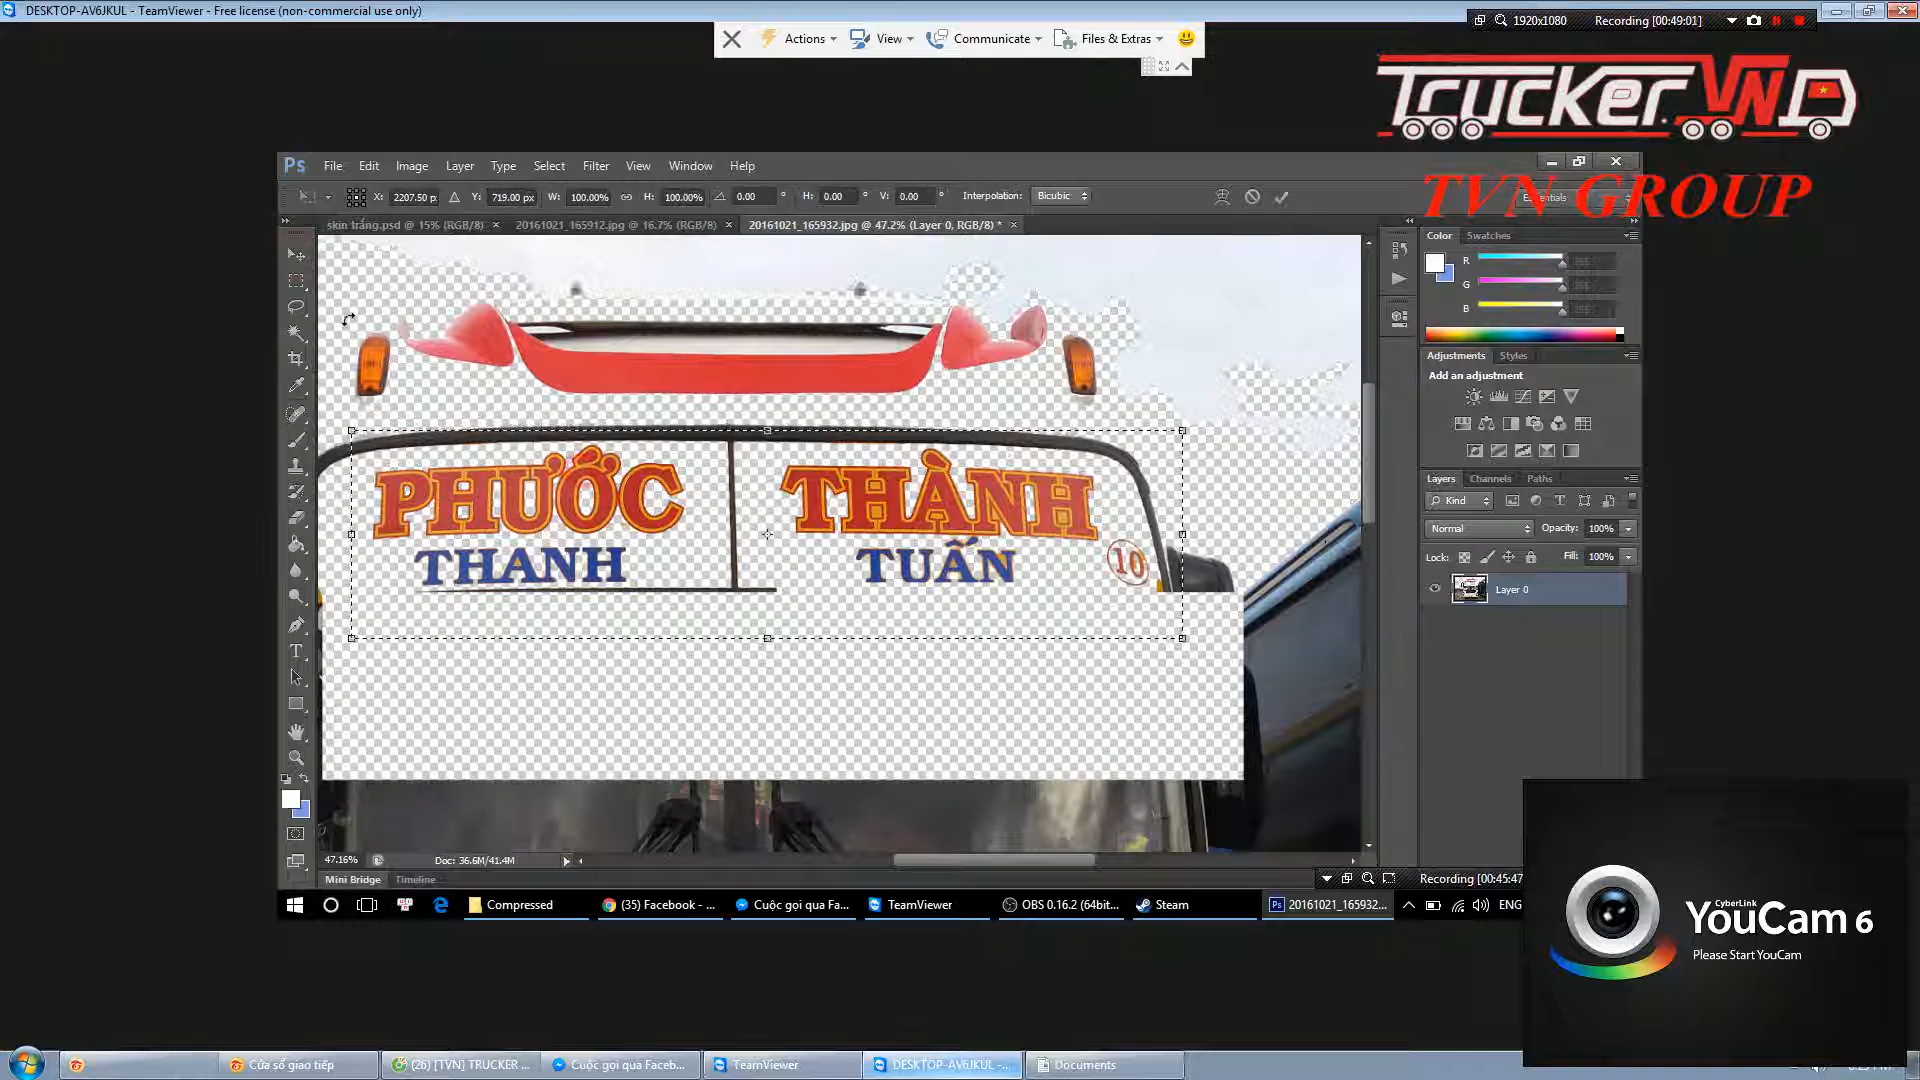 DESKTOP-AV6JKUL - TeamViewer - Free license (non-commercial use only)
1920x1080
Recording [00:49:01]
Actions
View
Communicate
Files & Extras
TRUCKERVN
TVN GROUP
Ps
File
Edit
Image
Layer
Type
Select
Filter
View
Window
Help
X: 2207.50 px
Y: 719.00 px
W: 100.00%
H: 100.00%
0.00 °
H: 0.00 °
V: 0.00 °
Interpolation:
Bicubic
Essentials
skin trắng.psd @ 15% (RGB/8)
20161021_165912.jpg @ 16.7% (RGB/8)
20161021_165932.jpg @ 47.2% (Layer 0, RGB/8) *
Color
Swatches
R
G
B
Adjustments
Styles
Add an adjustment
Layers
Channels
Paths
Kind
Normal
Opacity: 100%
Lock:
Fill: 100%
Layer 0
PHƯỚC
THÀNH
THANH
TUẤN
10
47.16%
Doc: 36.6M/41.4M
Mini Bridge
Timeline
Recording [00:45:47
Compressed
(35) Facebook - ...
Cuộc gọi qua Fa...
TeamViewer
OBS 0.16.2 (64bit...
Steam
20161021_165932...
ENG
CyberLink
YouCam 6
Please Start YouCam
Cửa sổ giao tiếp
(26) [TVN] TRUCKER ...
Cuộc gọi qua Faceb...
TeamViewer
DESKTOP-AV6JKUL -...
Documents